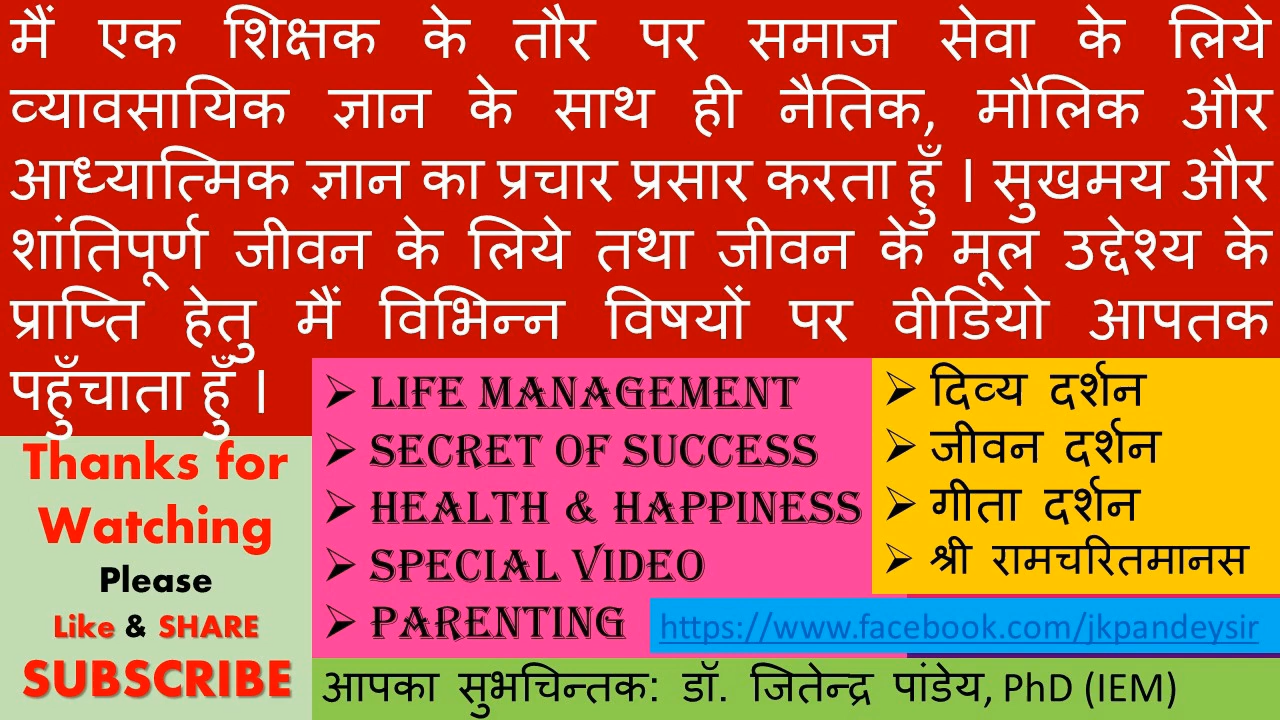 मैं एक शिक्षक के तौर पर समाज सेवा के लिये
व्यावसायिक ज्ञान के साथ ही नैतिक, मौलिक और
आध्यात्मिक ज्ञान का प्रचार प्रसार करता हुँ । सुखमय और
शांतिपूर्ण जीवन के लिये तथा जीवन के मूल उद्देश्य के
प्राप्ति हेतु मैं विभिन्न विषयों पर वीडियो आपतक
पहुँचाता हुँ ।
Thanks for
Watching
Please
Like & SHARE
SUBSCRIBE
➢ LIFE MANAGEMENT
➢ SECRET OF SUCCESS
➢ HEALTH & HAPPINESS
➢ SPECIAL VIDEO
➢ PARENTING
➢ दिव्य दर्शन
➢ जीवन दर्शन
➢ गीता दर्शन
➢ श्री रामचरितमानस
https://www.facebook.com/jkpandeysir
आपका सुभचिन्तक: डॉ. जितेन्द्र पांडेय, PhD (IEM)